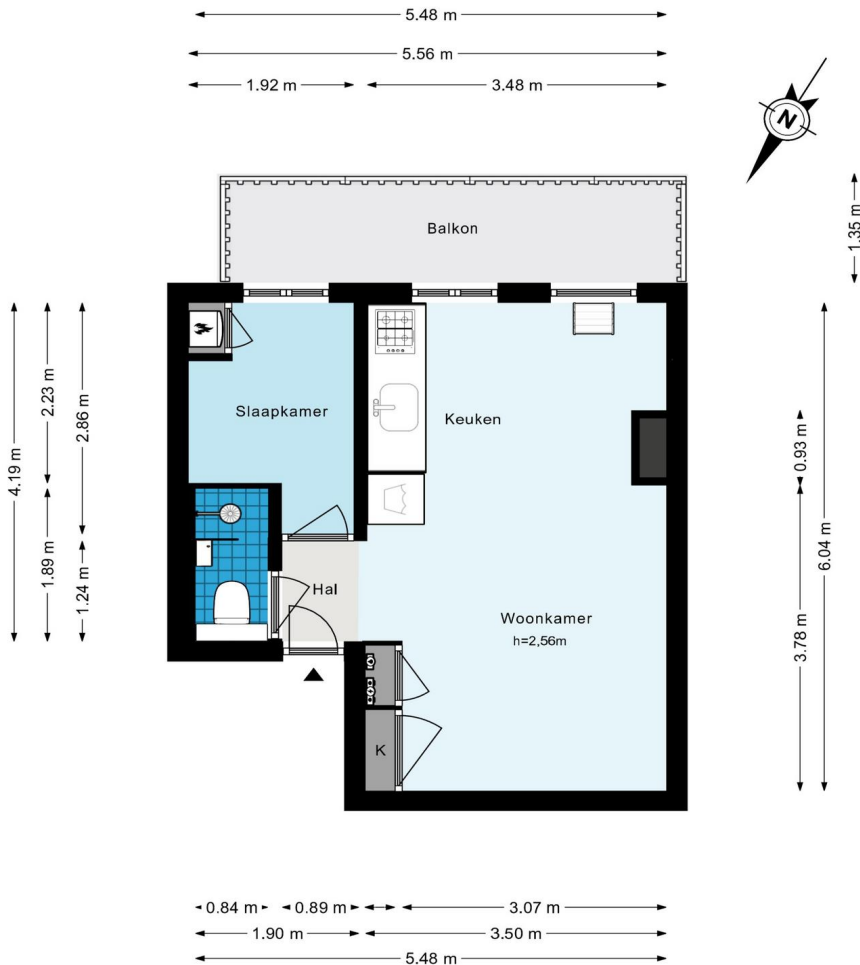 5.48 m
5.56 m
1.92 m
3.48 m
N
1.35 m
Balkon
Slaapkamer
Keuken
Hal
Woonkamer
h=2,56m
K
4.19 m
2.23 m
1.89 m
2.86 m
1.24 m
0.93 m
3.78 m
6.04 m
0.84 m
0.89 m
3.07 m
1.90 m
3.50 m
5.48 m